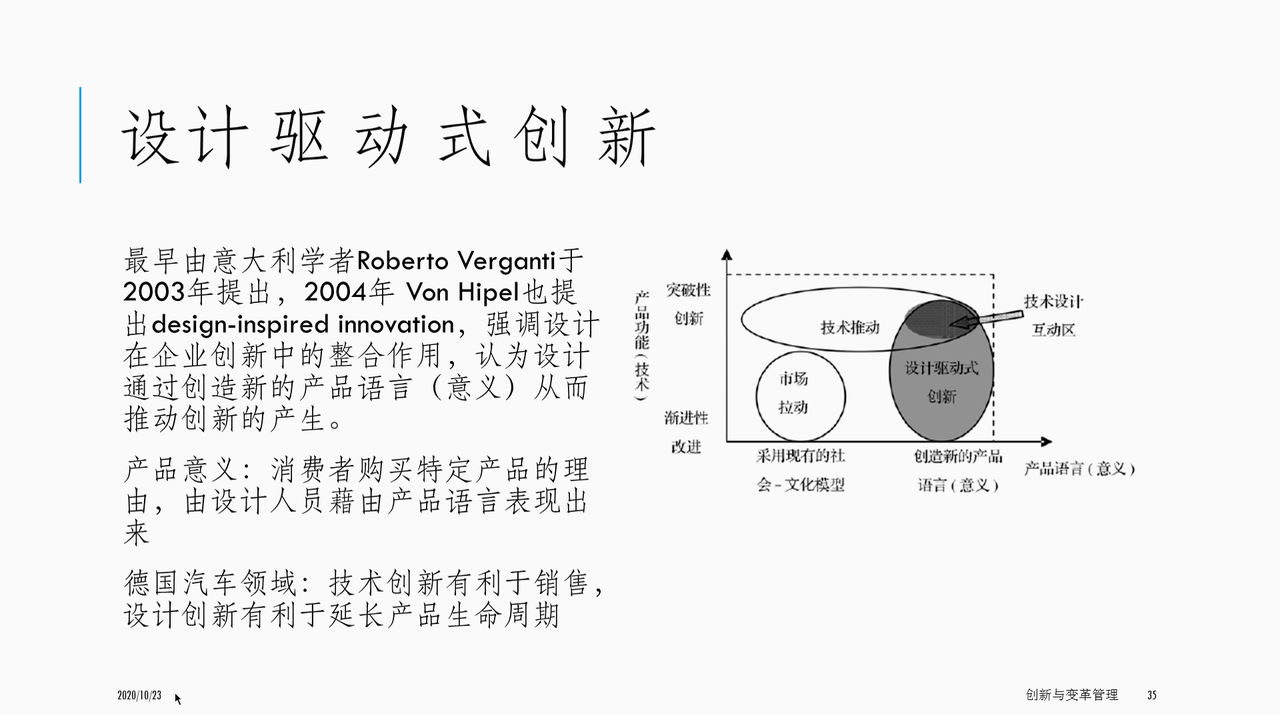 设计驱动式创新
最早由意大利学者Roberto Verganti于
2003年提出，2004年 Von Hipel也提
出design-inspired innovation，强调设计
在企业创新中的整合作用，认为设计
通过创造新的产品语言（意义）从而
推动创新的产生。
产品意义：消费者购买特定产品的理
由，由设计人员藉由产品语言表现出
来
德国汽车领域：技术创新有利于销售，
设计创新有利于延长产品生命周期
产品功能(技术)
突破性
创新
渐进性
改进
技术推动
市场
拉动
设计驱动式
创新
技术设计
互动区
采用现有的社
会-文化模型
创造新的产品
语言(意义)
产品语言(意义)
2020/10/23
创新与变革管理
35